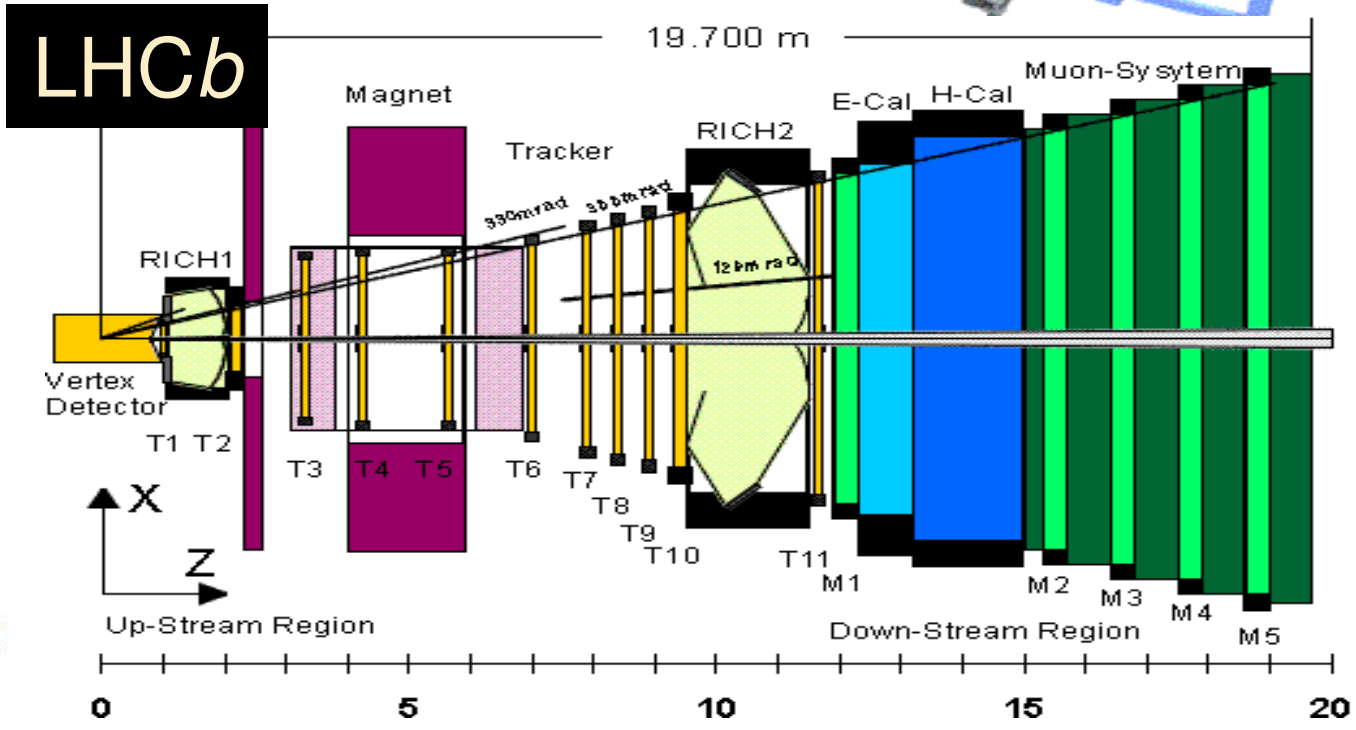 LHCb
19.700 m
Muon-Sysytem
Magnet
E-Cal
H-Cal
RICH2
Tracker
330mrad
RICH1
Vertex
Detector
T1
T2
T3
T4
T5
T6
T7
T8
T9
T10
T11
M1
M2
M3
M4
M5
X
Z
Up-Stream Region
Down-Stream Region
0
5
10
15
20